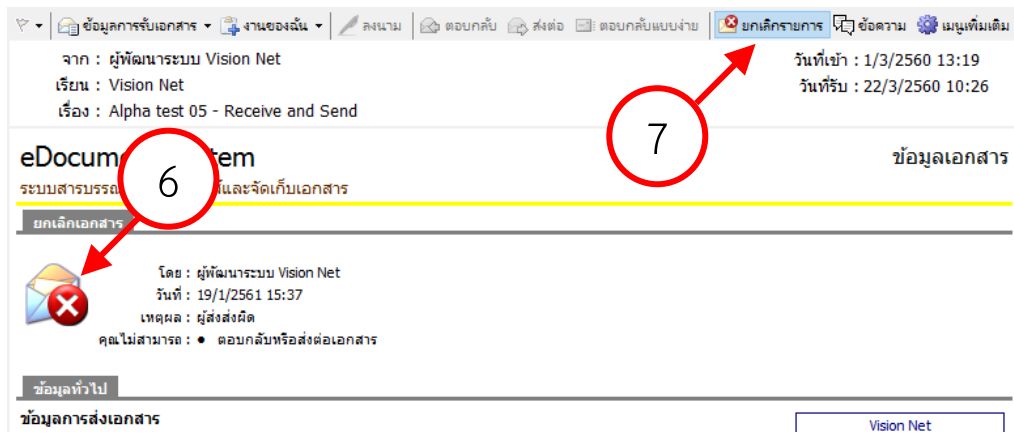 ข้อมูลการรับเอกสาร งานของฉัน ลงนาม ตอบกลับ ส่งต่อ ตอบกลับแบบง่าย ยกเลิกรายการ ข้อความ เมนูเพิ่มเติม
จาก : ผู้พัฒนาระบบ Vision Net วันที่เข้า : 1/3/2560 13:19
เรียน : Vision Net วันที่รับ : 22/3/2560 10:26
เรื่อง : Alpha test 05 - Receive and Send
7
eDocum tem ข้อมูลเอกสาร
6
ระบบสารบรรณ และจัดเก็บเอกสาร
ยกเลิกเอกสาร
โดย : ผู้พัฒนาระบบ Vision Net
วันที่ : 19/1/2561 15:37
เหตุผล : ผู้ส่งส่งผิด
คุณไม่สามารถ : ● ตอบกลับหรือส่งต่อเอกสาร
ข้อมูลทั่วไป
ข้อมูลการส่งเอกสาร
Vision Net